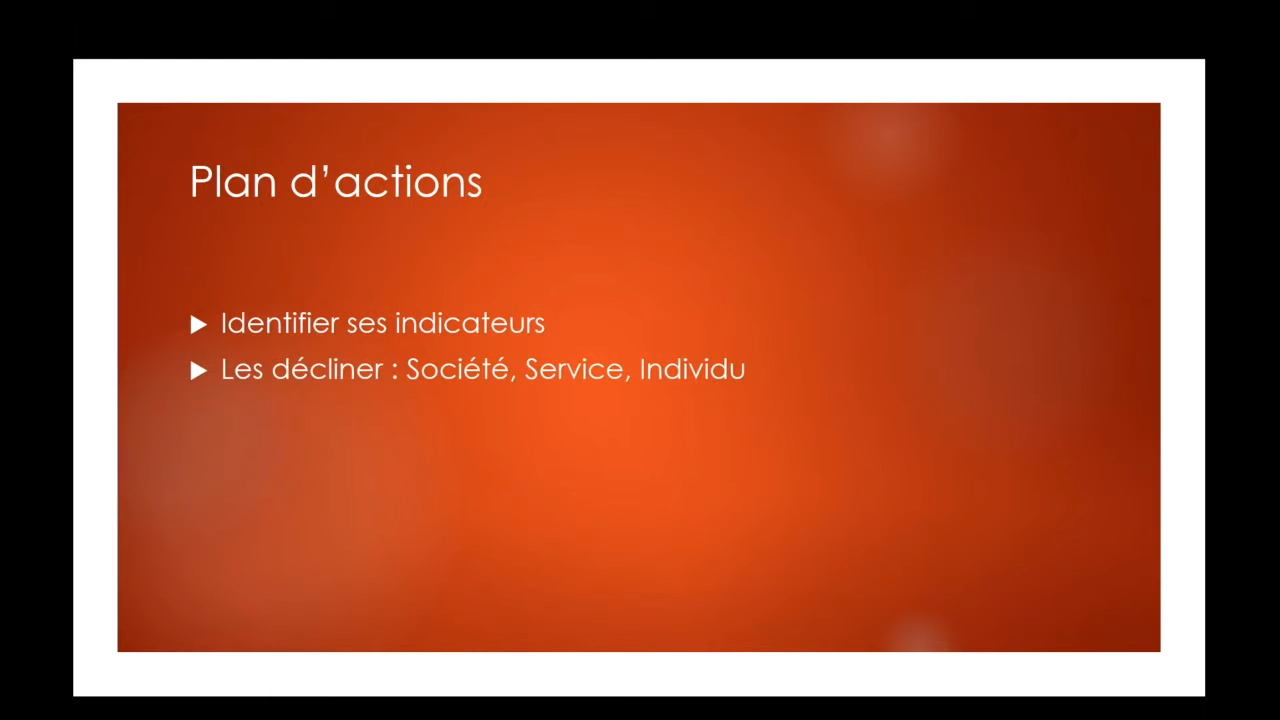 Plan d’actions
Identifier ses indicateurs
Les décliner : Société, Service, Individu